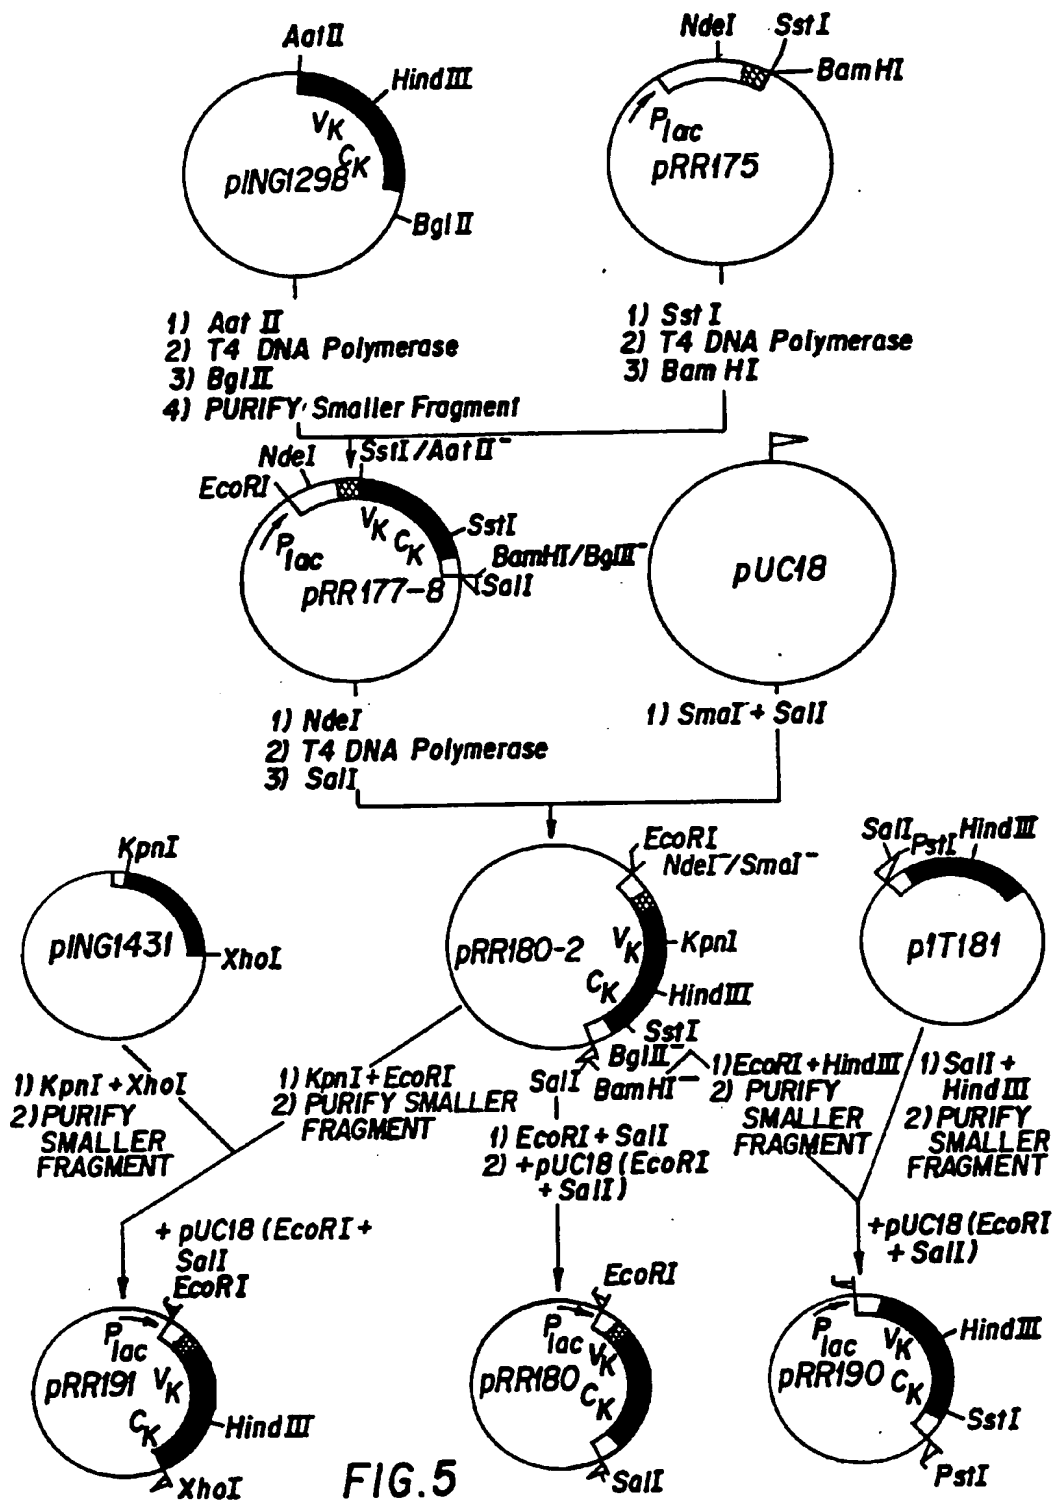 AatII
HindIII
VK
CK
pING1298
BglII
NdeI
SstI
BamHI
Plac
pRR175
1) Aat II
2) T4 DNA Polymerase
3) BglII
4) PURIFY Smaller Fragment
1) Sst I
2) T4 DNA Polymerase
3) Bam HI
NdeI
SstI/AatII-
EcoRI
VK
CK
SstI
Plac
BamHI/BglII-
SalI
pRR177-8
pUC18
1) NdeI
2) T4 DNA Polymerase
3) SalI
1) SmaI + SalI
KpnI
pING1431
XhoI
EcoRI
NdeI-/SmaI-
VK
KpnI
pRR180-2
CK
HindIII
SstI
BglII-
BamHI-
SalI
SalI
PstI
HindIII
pIT181
1) KpnI + XhoI
2) PURIFY
SMALLER
FRAGMENT
1) KpnI + EcoRI
2) PURIFY SMALLER
FRAGMENT
1) EcoRI + SalI
2) + pUC18 (EcoRI
+ SalI)
1) EcoRI + HindIII
2) PURIFY
SMALLER
FRAGMENT
1) SalI +
HindIII
2) PURIFY
SMALLER
FRAGMENT
+ pUC18 (EcoRI +
SalI
EcoRI
Plac
pRR191
VK
CK
HindIII
XhoI
EcoRI
Plac
VK
pRR180
CK
SalI
+pUC18 (EcoRI
+ SalI)
Plac
VK
HindIII
pRR190
CK
SstI
PstI
FIG.5